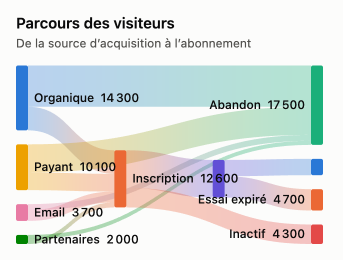 Parcours des visiteurs
De la source d’acquisition à l’abonnement
Organique 14 300
Abandon 17 500
Payant 10 100
Inscription 12 600
Essai expiré 4 700
Email 3 700
Inactif 4 300
Partenaires 2 000